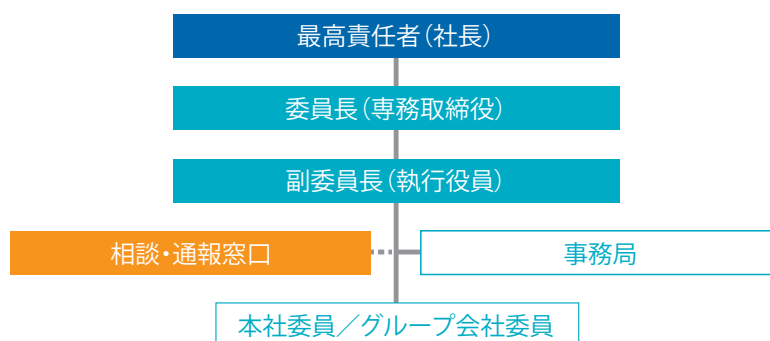 最高責任者（社長）
委員長（専務取締役）
副委員長（執行役員）
相談・通報窓口
事務局
本社委員／グループ会社委員